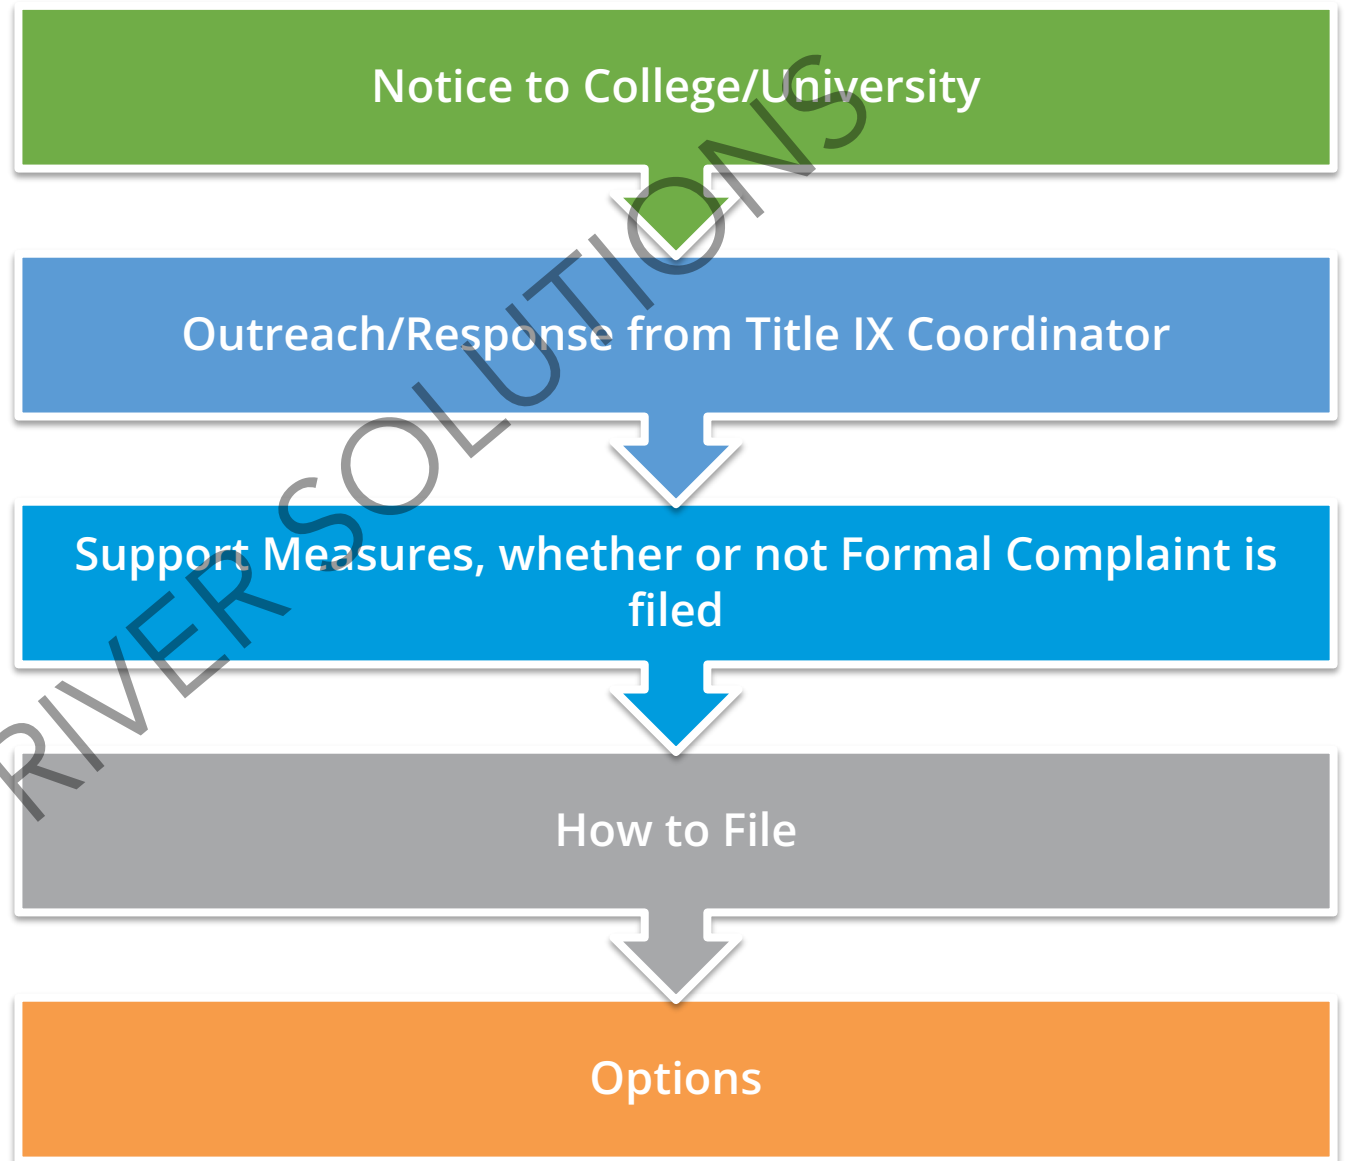 Notice to College/University
Outreach/Response from Title IX Coordinator
Support Measures, whether or not Formal Complaint is
filed
How to File
Options
RIVER SOLUTIONS